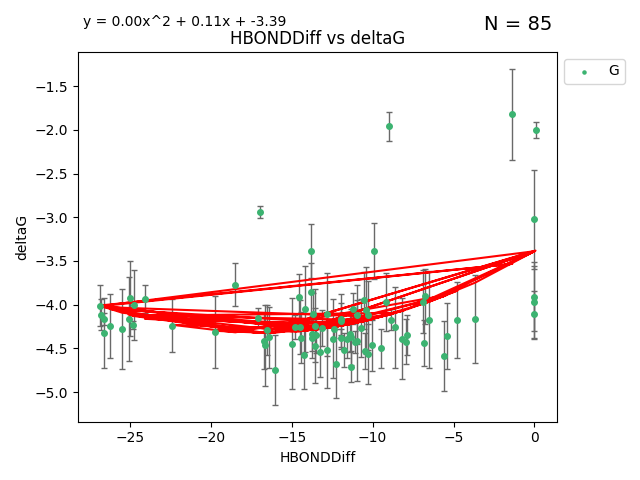 y = 0.00x^2 + 0.11x + -3.39
N = 85
HBONDDiff vs deltaG
G
−1.5
−2.0
−2.5
−3.0
−3.5
−4.0
−4.5
−5.0
deltaG
−25
−20
−15
−10
−5
0
HBONDDiff